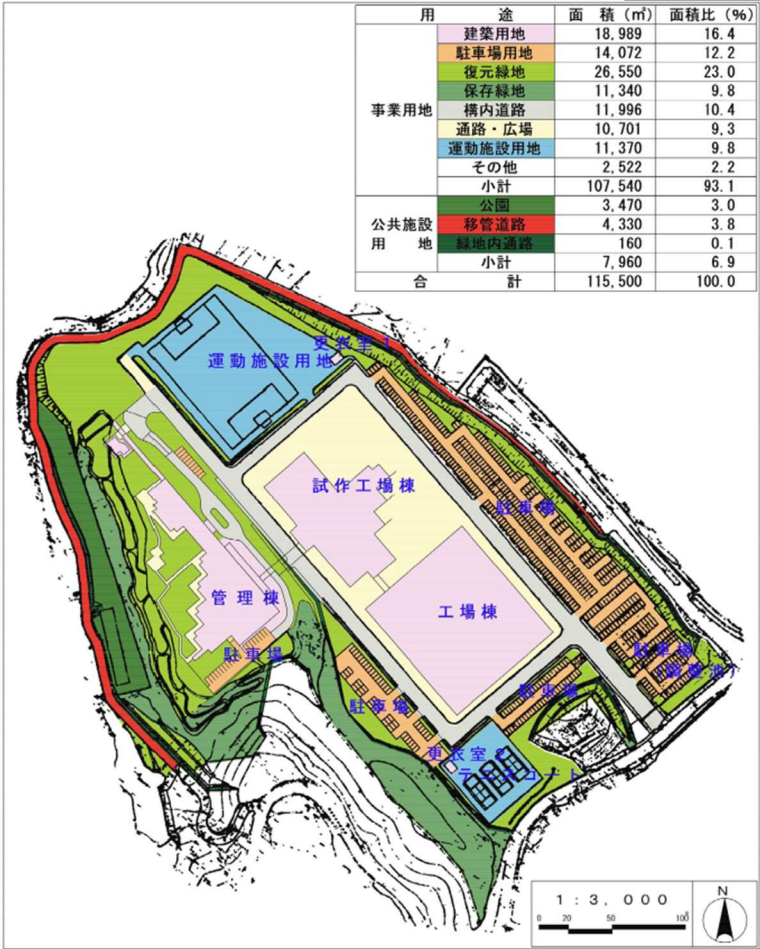 用　途 面 積（㎡） 面積比（％）
事業用地 建築用地 18,989 16.4
駐車場用地 14,072 12.2
復元緑地 26,550 23.0
保存緑地 11,340 9.8
構内道路 11,996 10.4
通路・広場 10,701 9.3
運動施設用地 11,370 9.8
その他 2,522 2.2
小計 107,540 93.1
公共施設用　地 公園 3,470 3.0
移管道路 4,330 3.8
緑地内通路 160 0.1
小計 7,960 6.9
合　計 115,500 100.0
更衣室1
運動施設用地
試作工場棟
駐車場
管理棟
工場棟
駐車場
駐車場
(調整池)
駐車場
駐車場
更衣室2
テニスコート
1:3,000
0 20 50 100
N